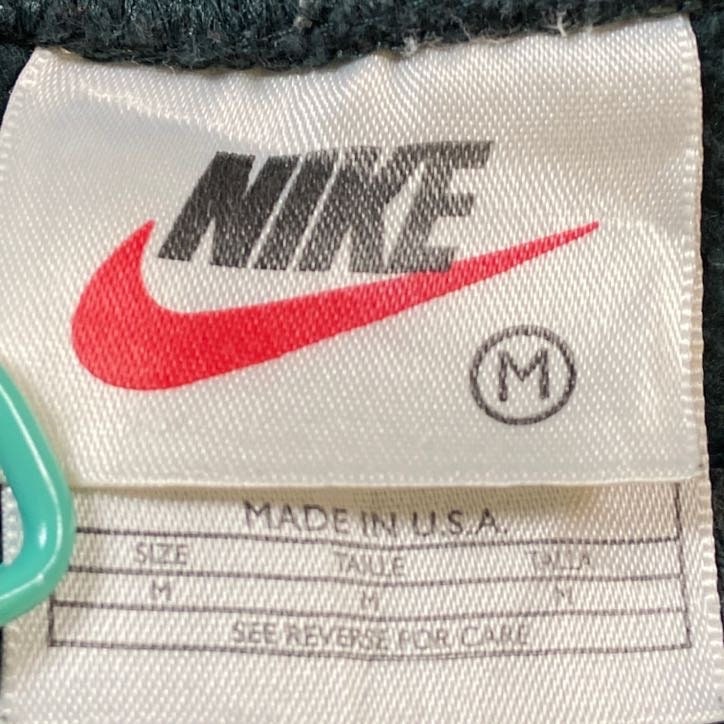 NIKE
M
MADE IN U.S.A.
SIZE TAILLE TALLA
M M M
SEE REVERSE FOR CARE